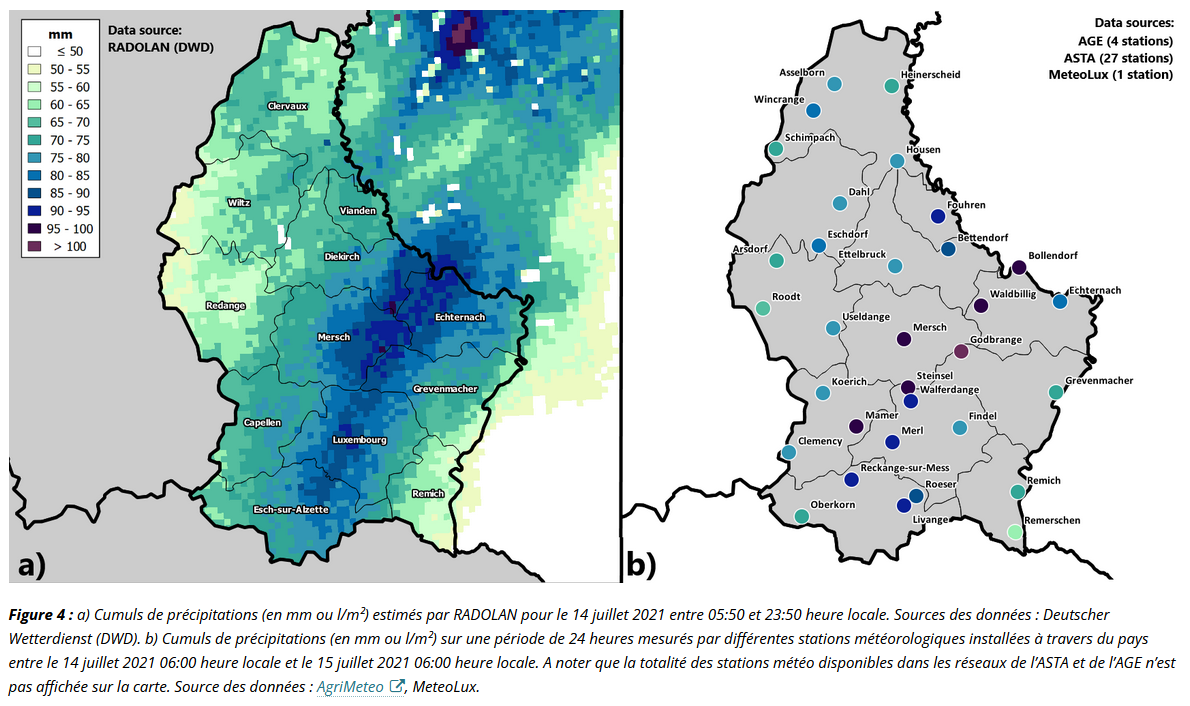 mm
≤ 50
50 - 55
55 - 60
60 - 65
65 - 70
70 - 75
75 - 80
80 - 85
85 - 90
90 - 95
95 - 100
> 100
Data source:
RADOLAN (DWD)
Clervaux
Wiltz
Vianden
Diekirch
Redange
Echternach
Mersch
Grevenmacher
Capellen
Luxembourg
Remich
Esch-sur-Alzette
a)
Data sources:
AGE (4 stations)
ASTA (27 stations)
MeteoLux (1 station)
Asselborn
Heinerscheid
Wincrange
Schimpach
Housen
Dahl
Fouhren
Eschdorf
Bettendorf
Arsdorf
Ettelbruck
Bollendorf
Echternach
Waldbillig
Roodt
Useldange
Mersch
Godbrange
Steinsel
Koerich
Walferdange
Grevenmacher
Mamer
Findel
Merl
Clemency
Reckange-sur-Mess
Roeser
Remich
Oberkorn
Livange
Remerschen
b)
Figure 4 : a) Cumuls de précipitations (en mm ou l/m²) estimés par RADOLAN pour le 14 juillet 2021 entre 05:50 et 23:50 heure locale. Sources des données : Deutscher
Wetterdienst (DWD). b) Cumuls de précipitations (en mm ou l/m²) sur une période de 24 heures mesurés par différentes stations météorologiques installées à travers du pays
entre le 14 juillet 2021 06:00 heure locale et le 15 juillet 2021 06:00 heure locale. A noter que la totalité des stations météo disponibles dans les réseaux de l’ASTA et de l’AGE n’est
pas affichée sur la carte. Source des données : AgriMeteo, MeteoLux.